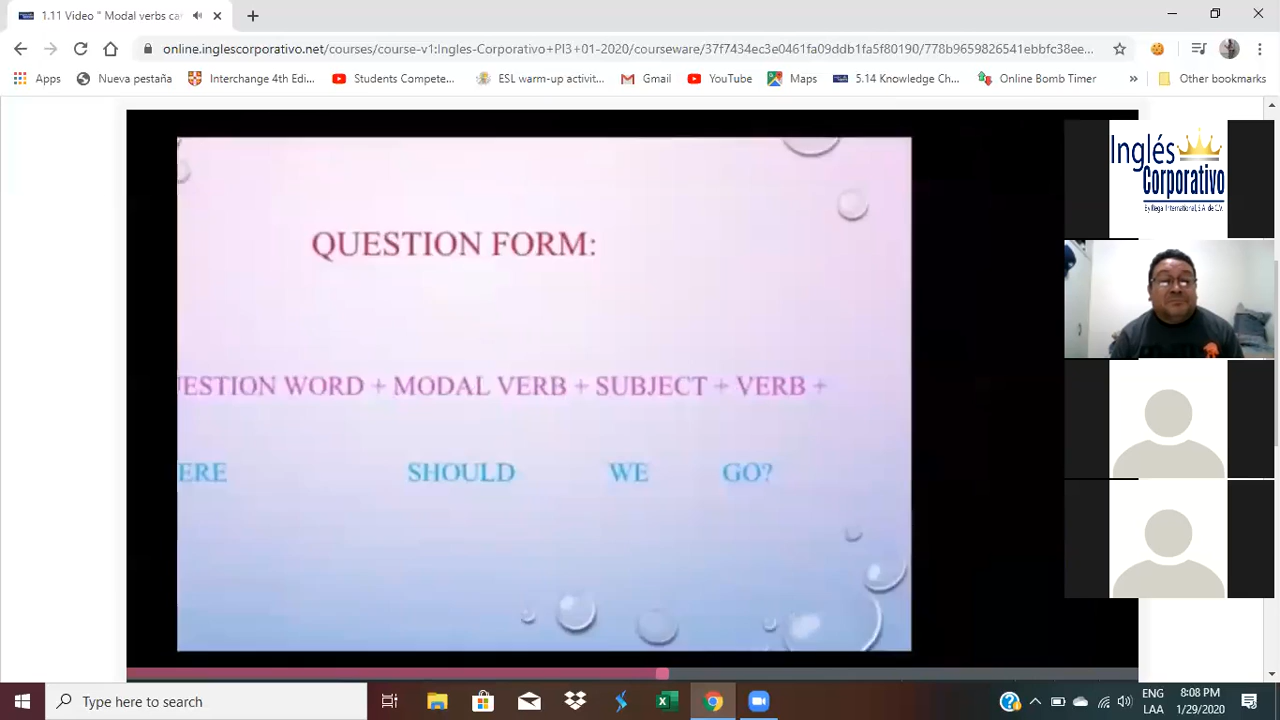 1.11 Video " Modal verbs ca
online.inglescorporativo.net/courses/course-v1:Ingles-Corporativo+PI3+01-2020/courseware/37f7434ec3e0461fa09ddb1fa5f80190/778b9659826541ebbfc38ee...
Apps Nueva pestaña Interchange 4th Edi... Students Compete... ESL warm-up activit... Gmail YouTube Maps 5.14 Knowledge Ch... Online Bomb Timer » Other bookmarks
Inglés
Corporativo
QUESTION FORM:
UESTION WORD + MODAL VERB + SUBJECT + VERB +
ERE SHOULD WE GO?
Type here to search
ENG
LAA
8:08 PM
1/29/2020